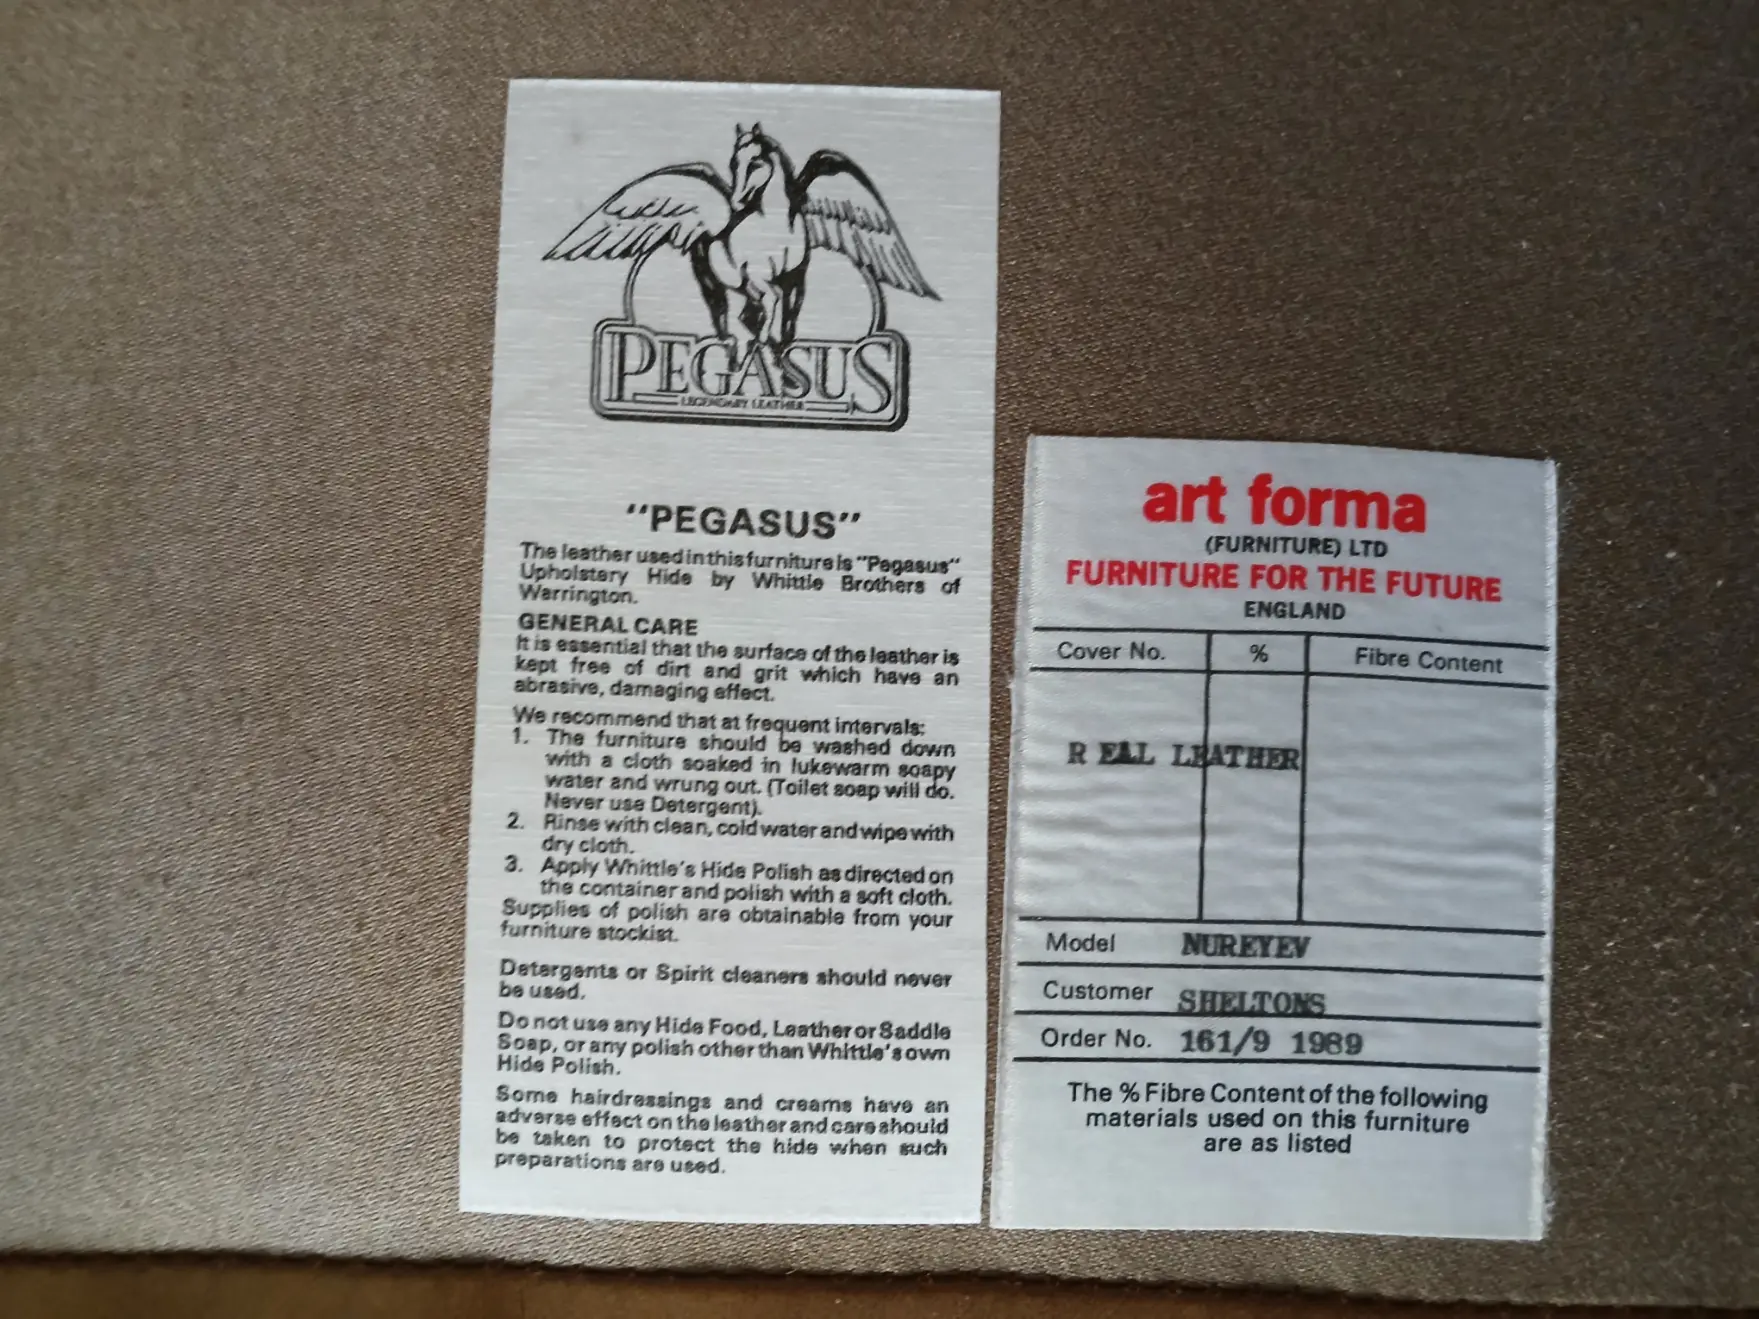 PEGASUS
LEGENDARY LEATHER
"PEGASUS"
The leather used in this furniture is "Pegasus"
Upholstery Hide by Whittle Brothers of
Warrington.
GENERAL CARE
It is essential that the surface of the leather is
kept free of dirt and grit which have an
abrasive, damaging effect.
We recommend that at frequent intervals:
1. The furniture should be washed down
with a cloth soaked in lukewarm soapy
water and wrung out. (Toilet soap will do.
Never use Detergent).
2. Rinse with clean, cold water and wipe with
dry cloth.
3. Apply Whittle's Hide Polish as directed on
the container and polish with a soft cloth.
Supplies of polish are obtainable from your
furniture stockist.
Detergents or Spirit cleaners should never
be used.
Do not use any Hide Food, Leather or Saddle
Soap, or any polish other than Whittle's own
Hide Polish.
Some hairdressings and creams have an
adverse effect on the leather and care should
be taken to protect the hide when such
preparations are used.
art forma
(FURNITURE) LTD
FURNITURE FOR THE FUTURE
ENGLAND
Cover No. % Fibre Content
R EAL LEATHER
Model NUREYEV
Customer SHELTONS
Order No. 161/9 1989
The % Fibre Content of the following
materials used on this furniture
are as listed